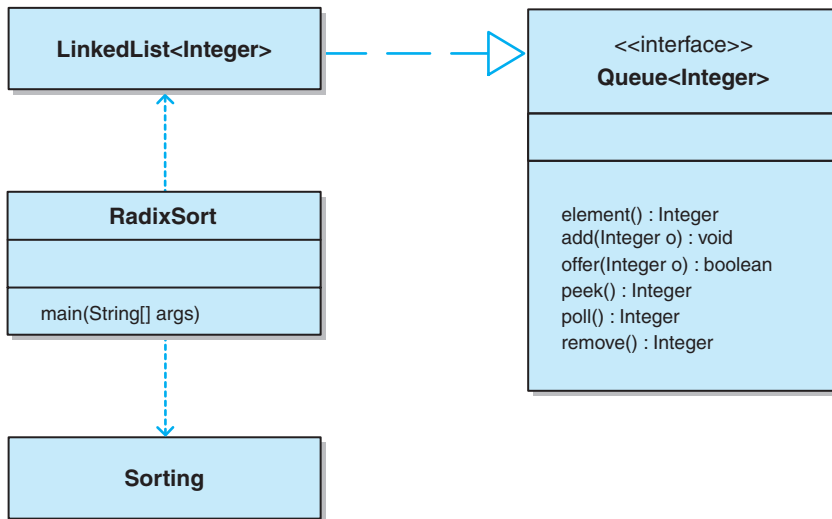 LinkedList<Integer>
<<interface>>
Queue<Integer>
element() : Integer
add(Integer o) : void
offer(Integer o) : boolean
peek() : Integer
poll() : Integer
remove() : Integer
RadixSort
main(String[] args)
Sorting